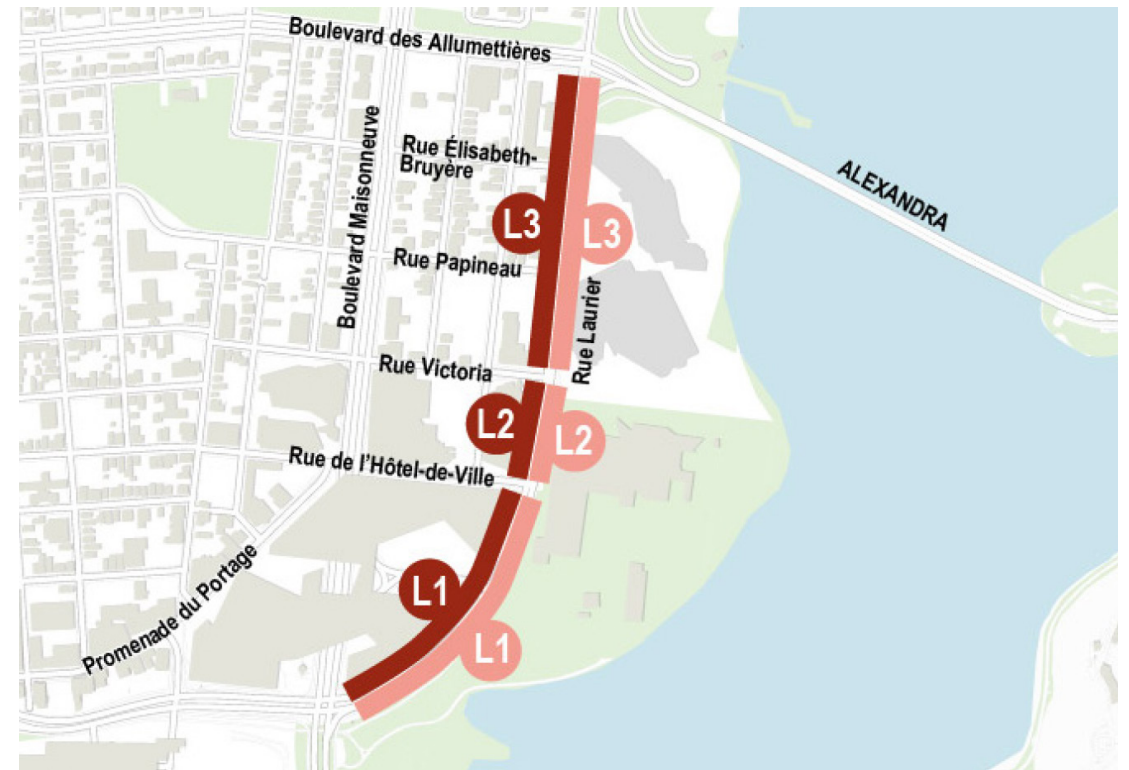 Boulevard des Allumettières
Boulevard Maisonneuve
Rue Élisabeth-
Bruyère
ALEXANDRA
L3
L3
Rue Papineau
Rue Laurier
Rue Victoria
L2
L2
Rue de l'Hôtel-de-Ville
Promenade du Portage
L1
L1